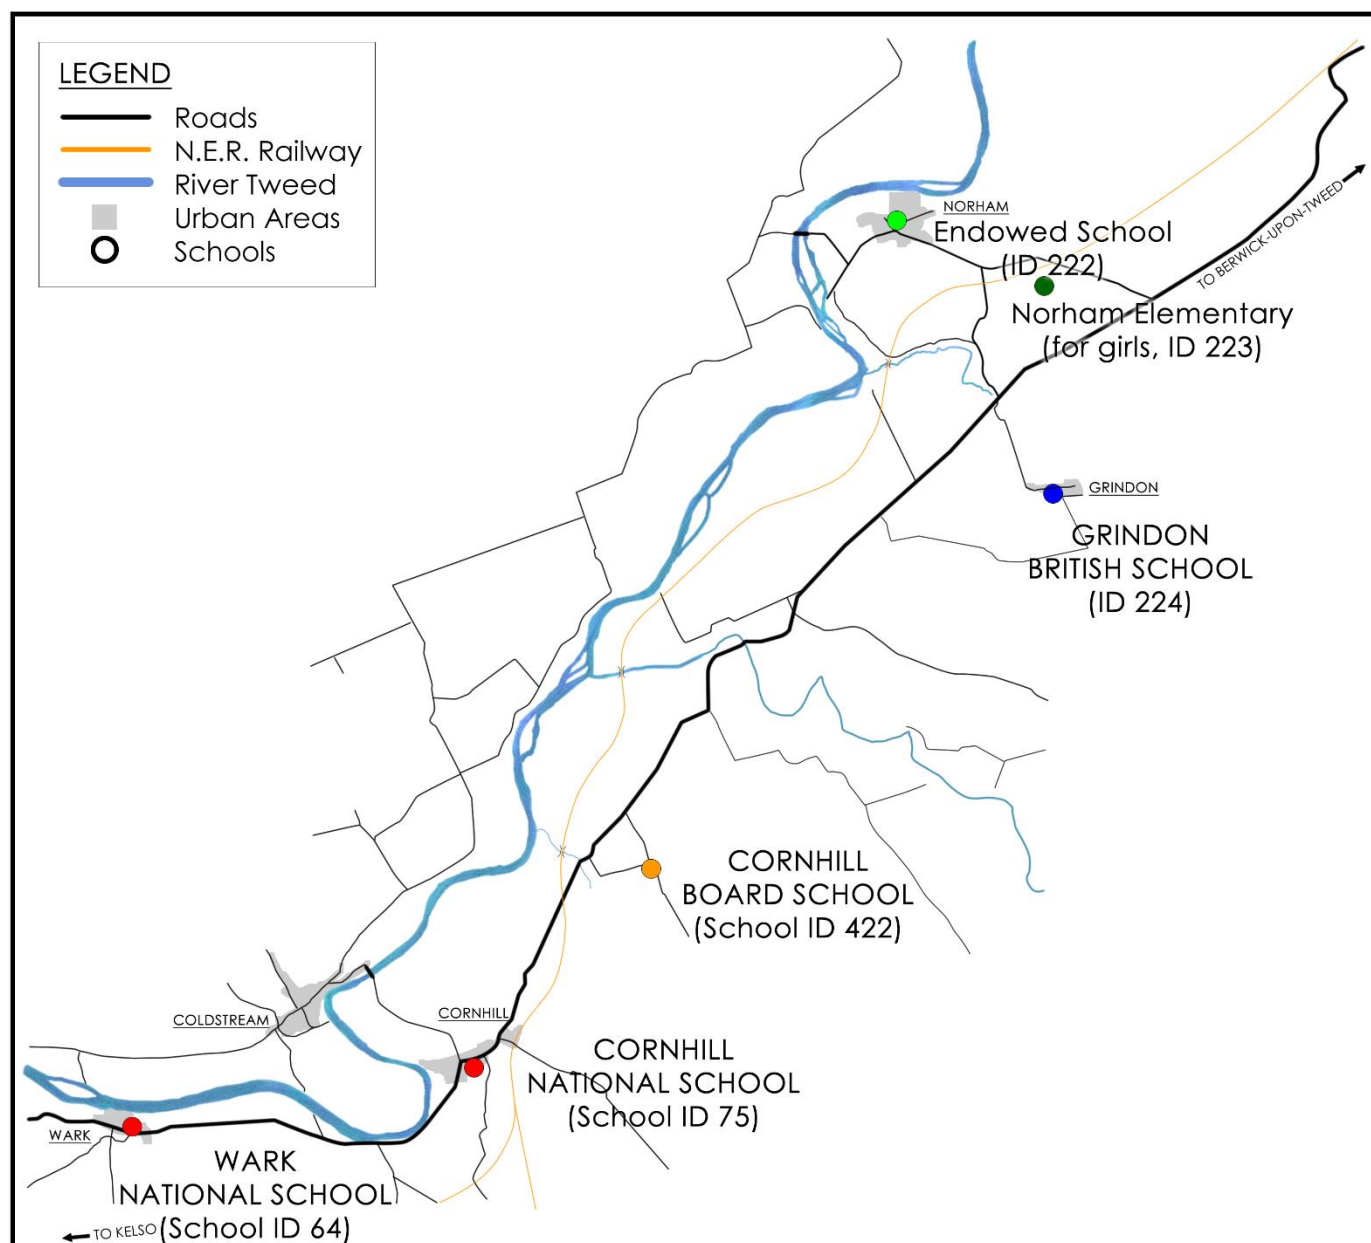 LEGEND
Roads
N.E.R. Railway
River Tweed
Urban Areas
Schools
NORHAM
Endowed School
(ID 222)
TO BERWICK-UPON-TWEED
Norham Elementary
(for girls, ID 223)
GRINDON
GRINDON
BRITISH SCHOOL
(ID 224)
CORNHILL
BOARD SCHOOL
(School ID 422)
COLDSTREAM
CORNHILL
CORNHILL
NATIONAL SCHOOL
(School ID 75)
WARK
WARK
NATIONAL SCHOOL
(School ID 64)
TO KELSO